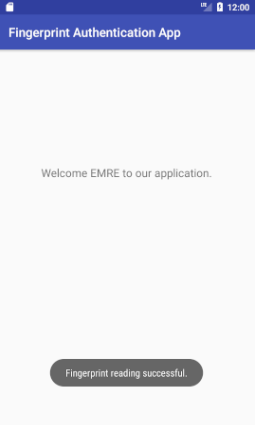 12:00
Fingerprint Authentication App
Welcome EMRE to our application.
Fingerprint reading successful.